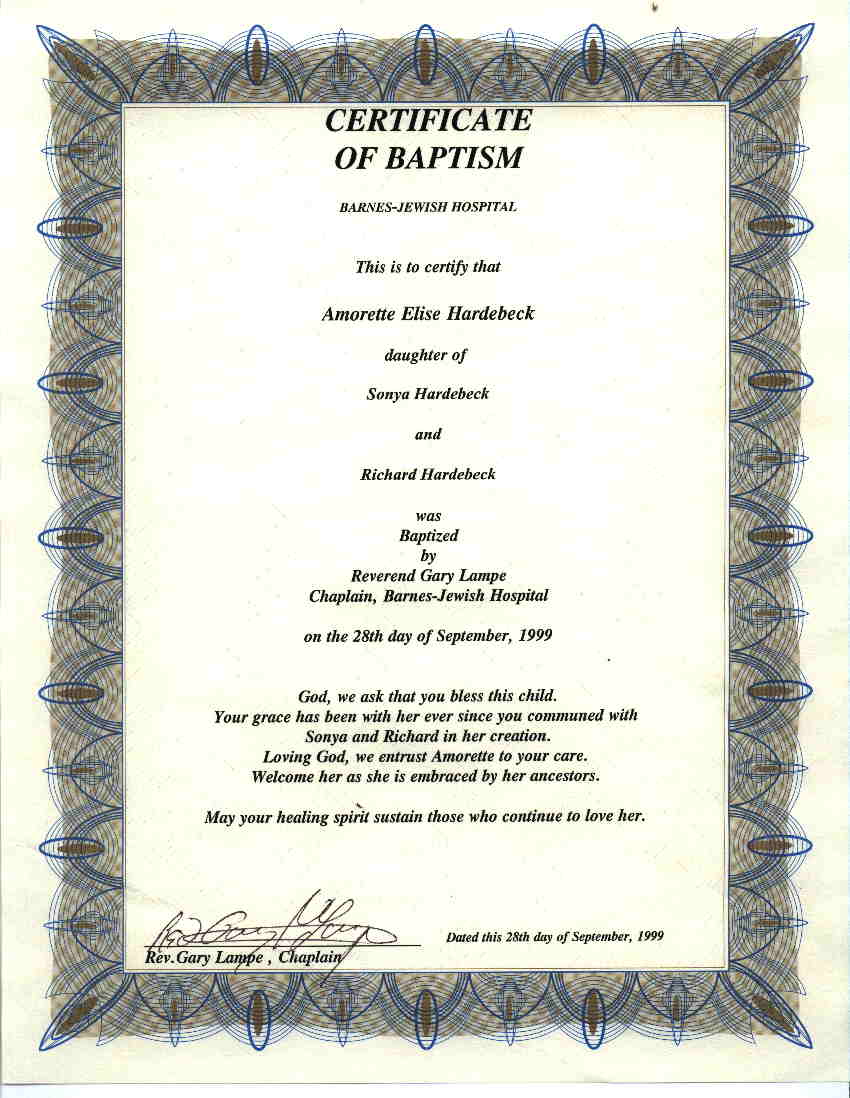 CERTIFICATE
OF BAPTISM
BARNES-JEWISH HOSPITAL
This is to certify that
Amorette Elise Hardebeck
daughter of
Sonya Hardebeck
and
Richard Hardebeck
was
Baptized
by
Reverend Gary Lampe
Chaplain, Barnes-Jewish Hospital
on the 28th day of September, 1999
God, we ask that you bless this child.
Your grace has been with her ever since you communed with
Sonya and Richard in her creation.
Loving God, we entrust Amorette to your care.
Welcome her as she is embraced by her ancestors.
May your healing spirit sustain those who continue to love her.
Rev Gary Lampe
Rev. Gary Lampe , Chaplain
Dated this 28th day of September, 1999